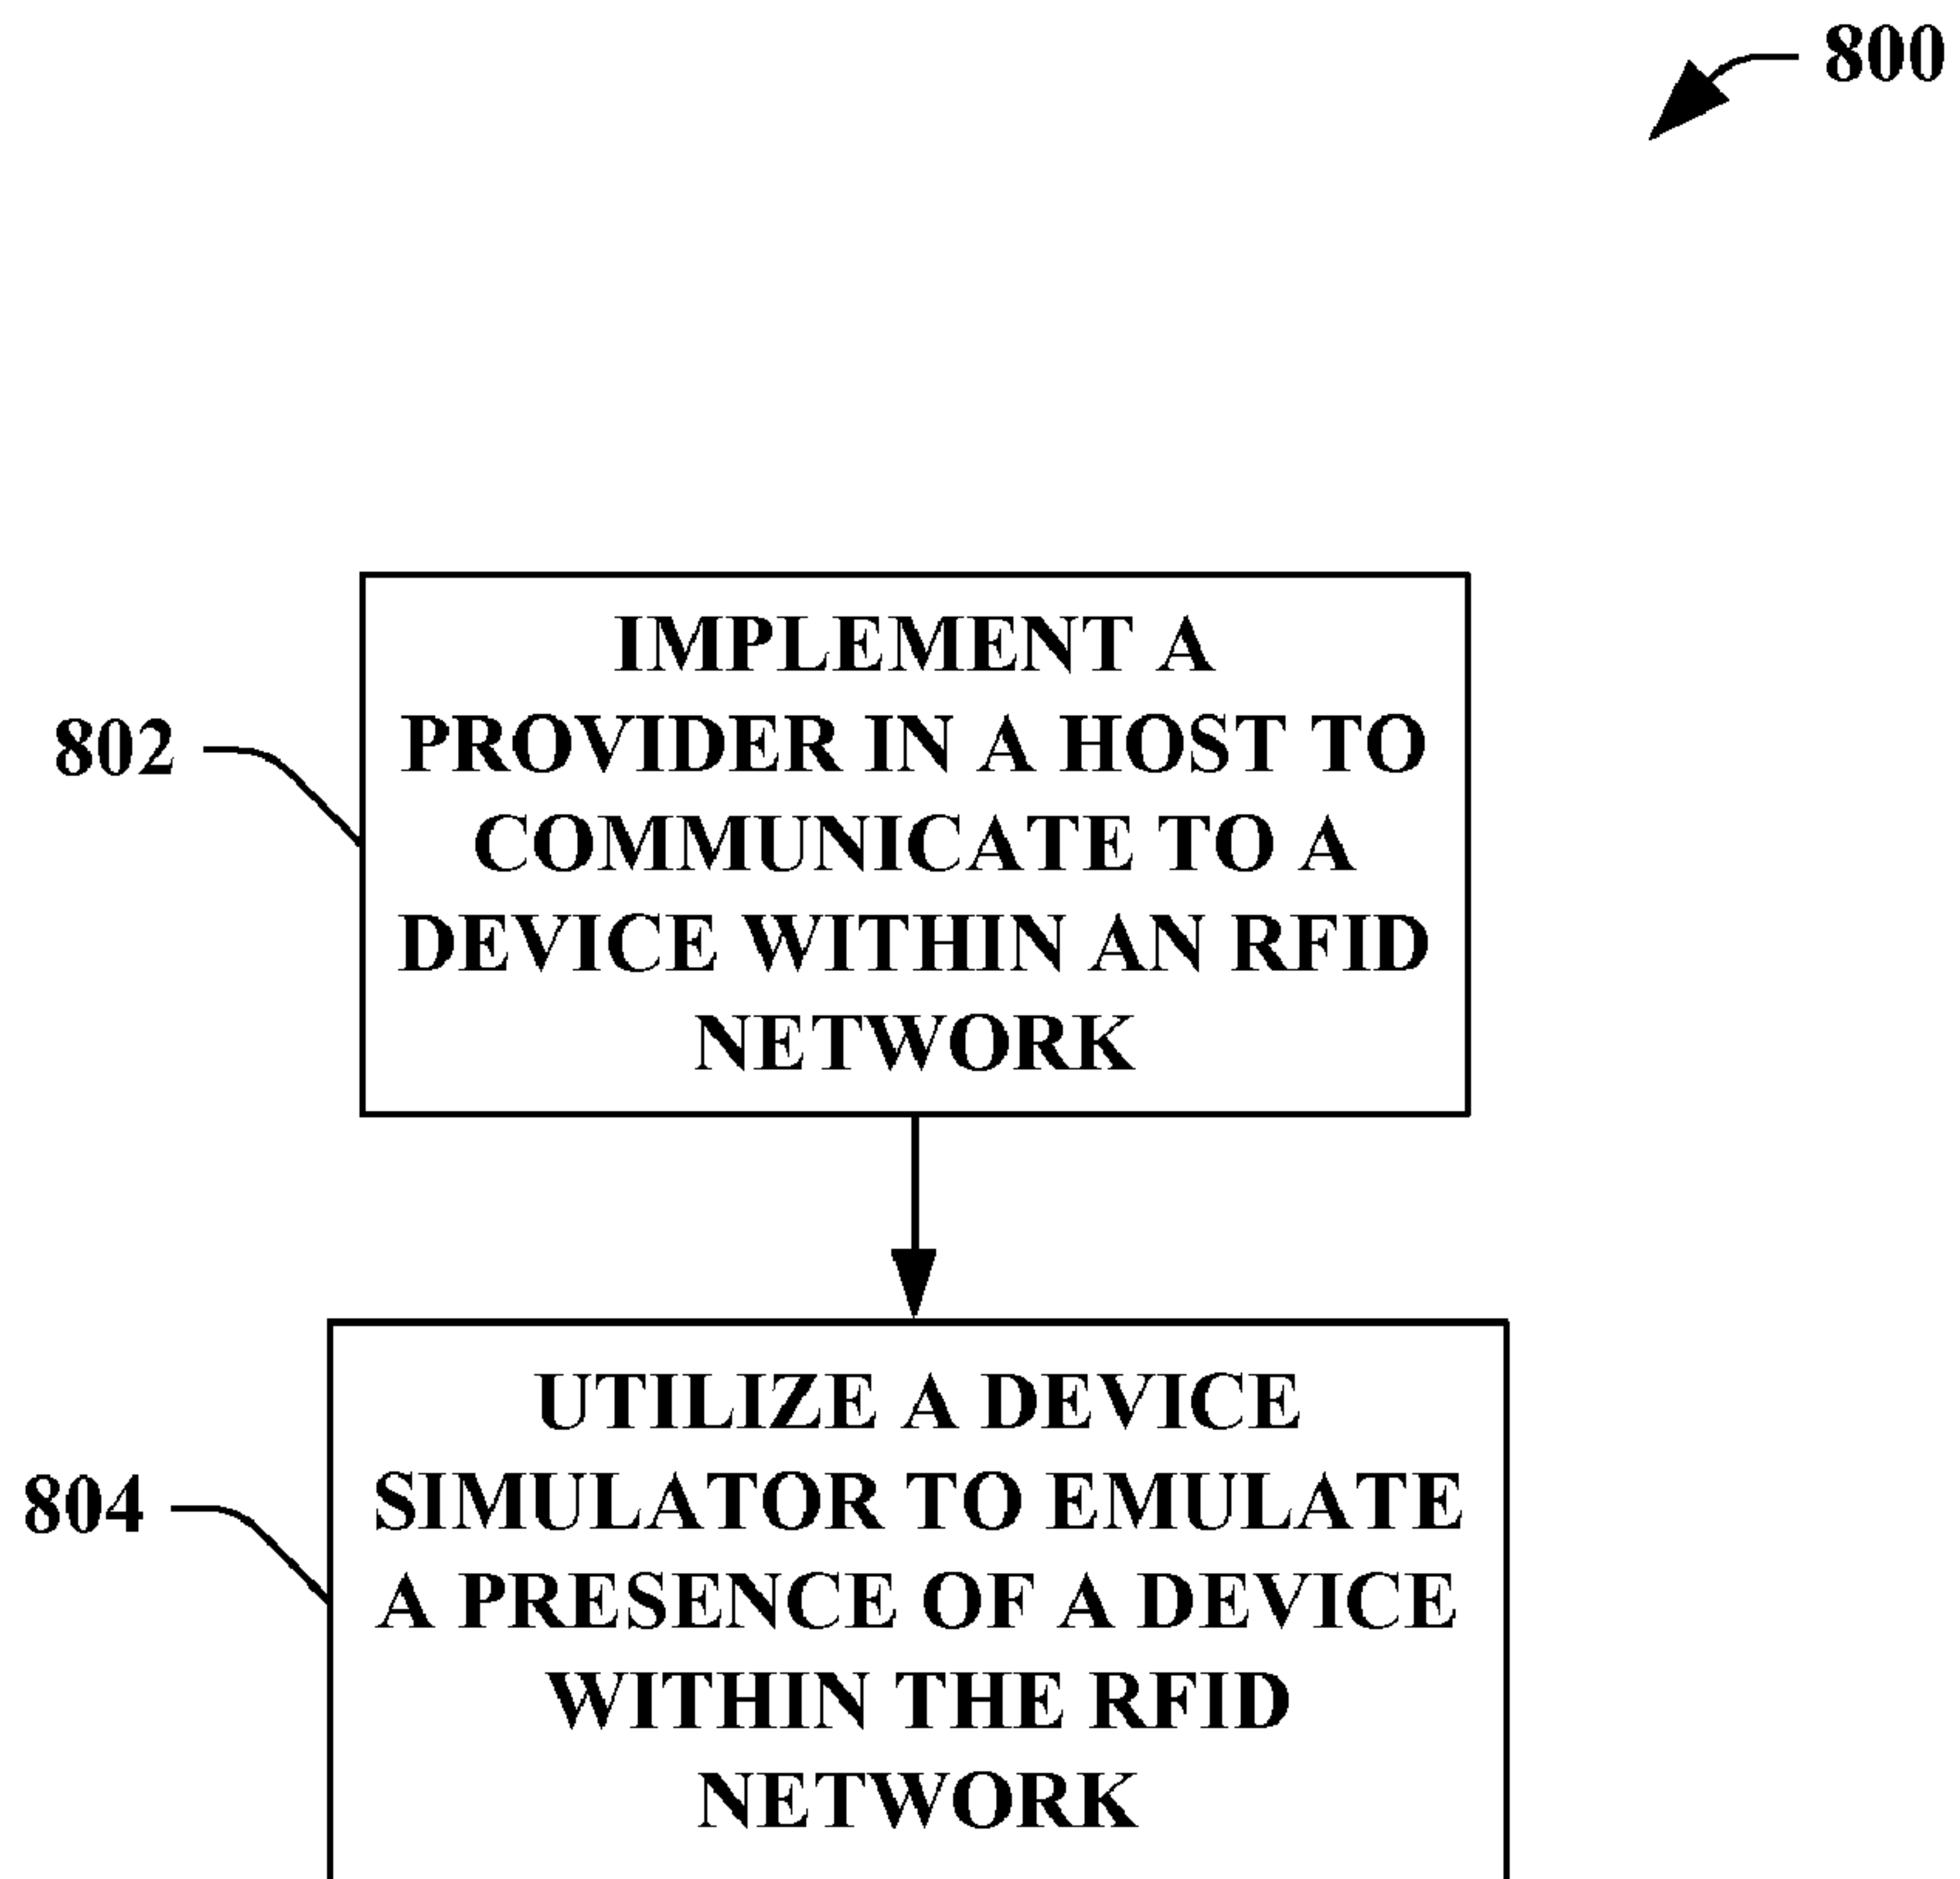 800
802
IMPLEMENT A
PROVIDER IN A HOST TO
COMMUNICATE TO A
DEVICE WITHIN AN RFID
NETWORK
804
UTILIZE A DEVICE
SIMULATOR TO EMULATE
A PRESENCE OF A DEVICE
WITHIN THE RFID
NETWORK